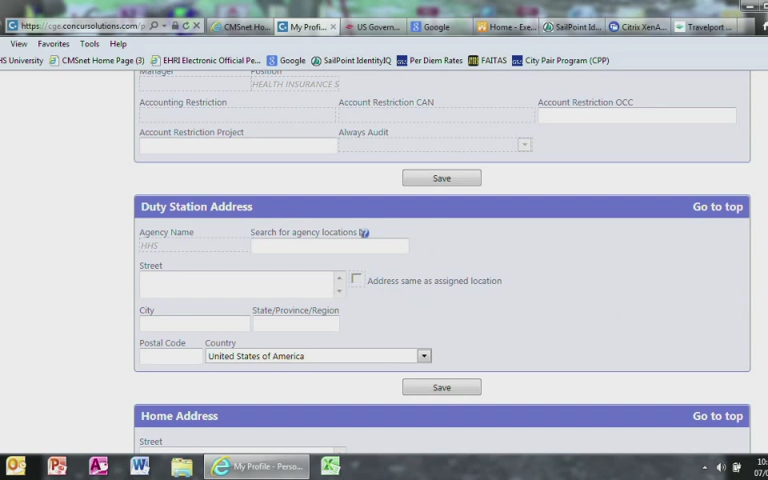 https://cge.concursolutions.com/p
CMSnet Ho...
My Profi...
US Govern...
Google
Home - Exe...
SailPoint Id...
Citrix XenA...
Travelport ...
View Favorites Tools Help
HS University
CMSnet Home Page (3)
EHRI Electronic Official Pe...
Google
SailPoint IdentityIQ
Per Diem Rates
FAITAS
City Pair Program (CPP)
Manager Position
HEALTH INSURANCE S
Accounting Restriction Account Restriction CAN Account Restriction OCC
Account Restriction Project Always Audit
Save
Duty Station Address Go to top
Agency Name Search for agency locations
HHS
Street
Address same as assigned location
City State/Province/Region
Postal Code Country
United States of America
Save
Home Address Go to top
Street
My Profile - Perso...
10:
07/0